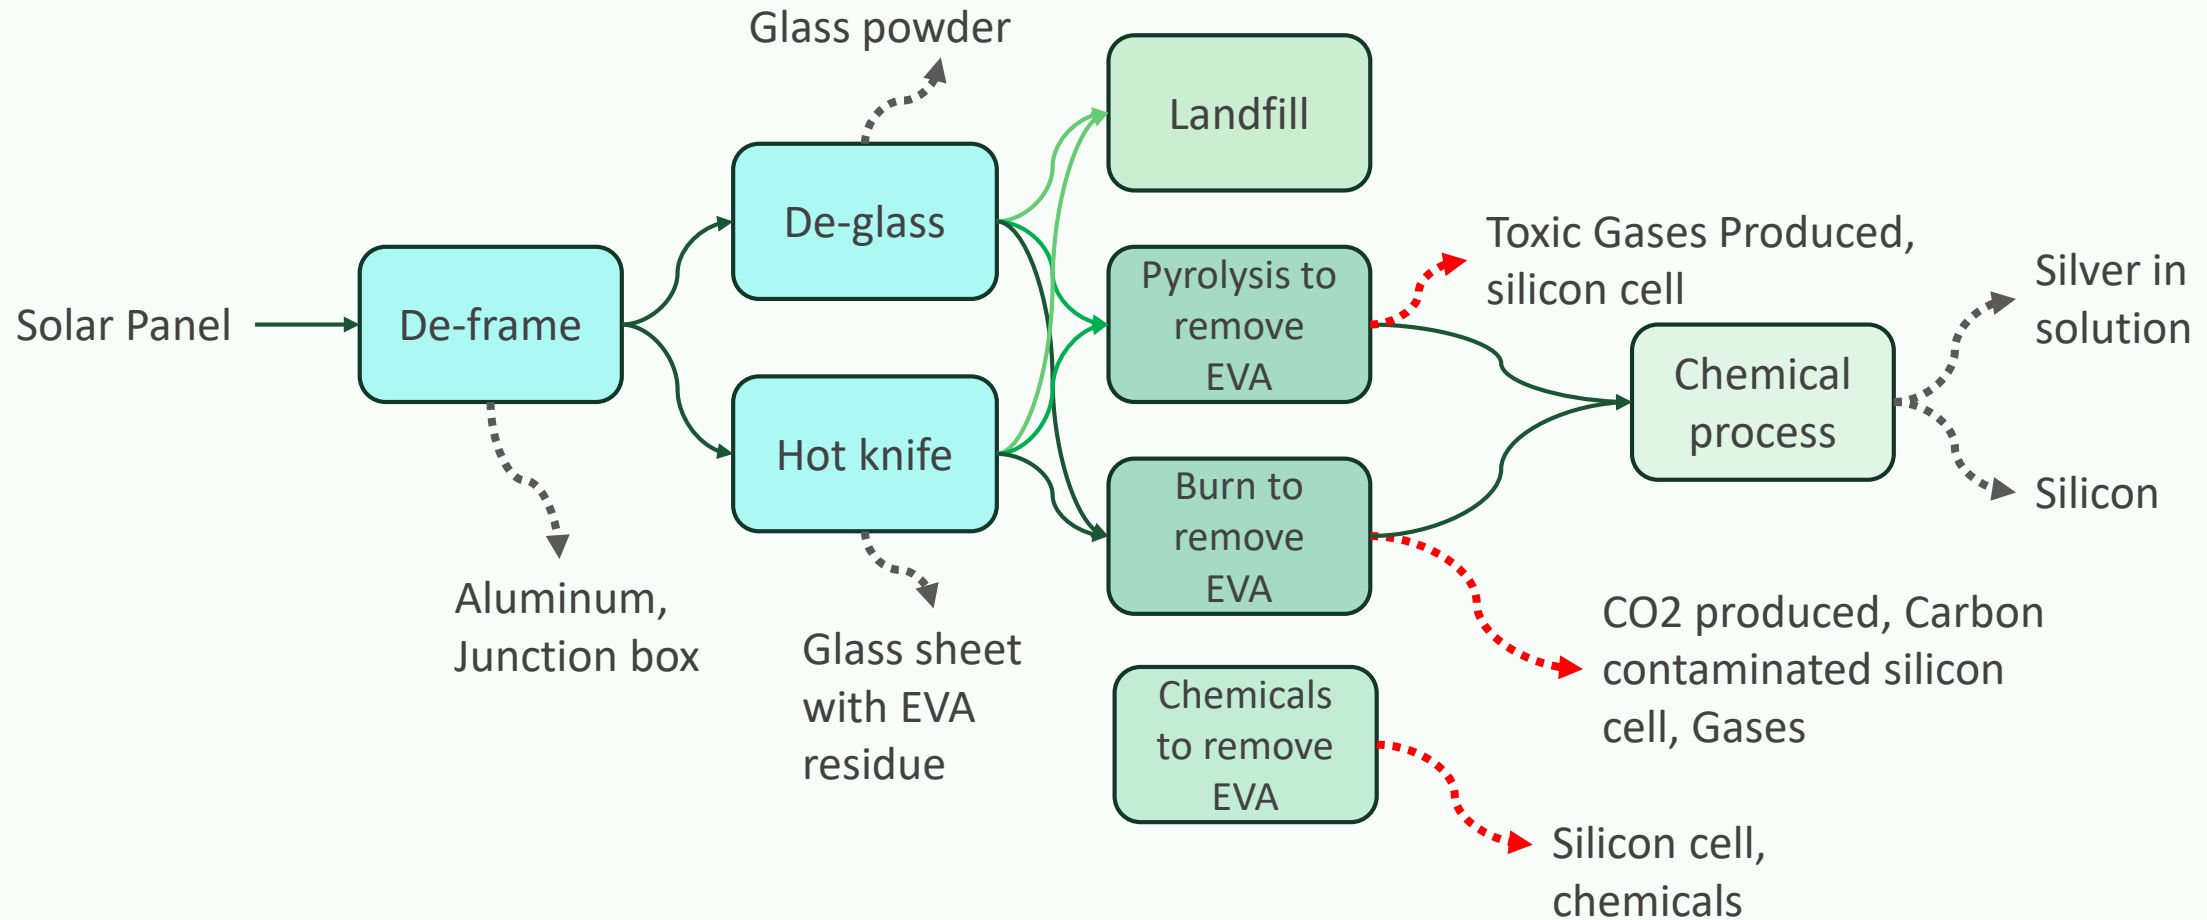 Glass powder
Landfill
De-glass
Toxic Gases Produced,
silicon cell
Pyrolysis to
remove
EVA
Silver in
solution
Solar Panel
De-frame
Chemical
process
Hot knife
Burn to
remove
EVA
Silicon
Aluminum,
Junction box
Glass sheet
with EVA
residue
CO2 produced, Carbon
contaminated silicon
cell, Gases
Chemicals
to remove
EVA
Silicon cell,
chemicals